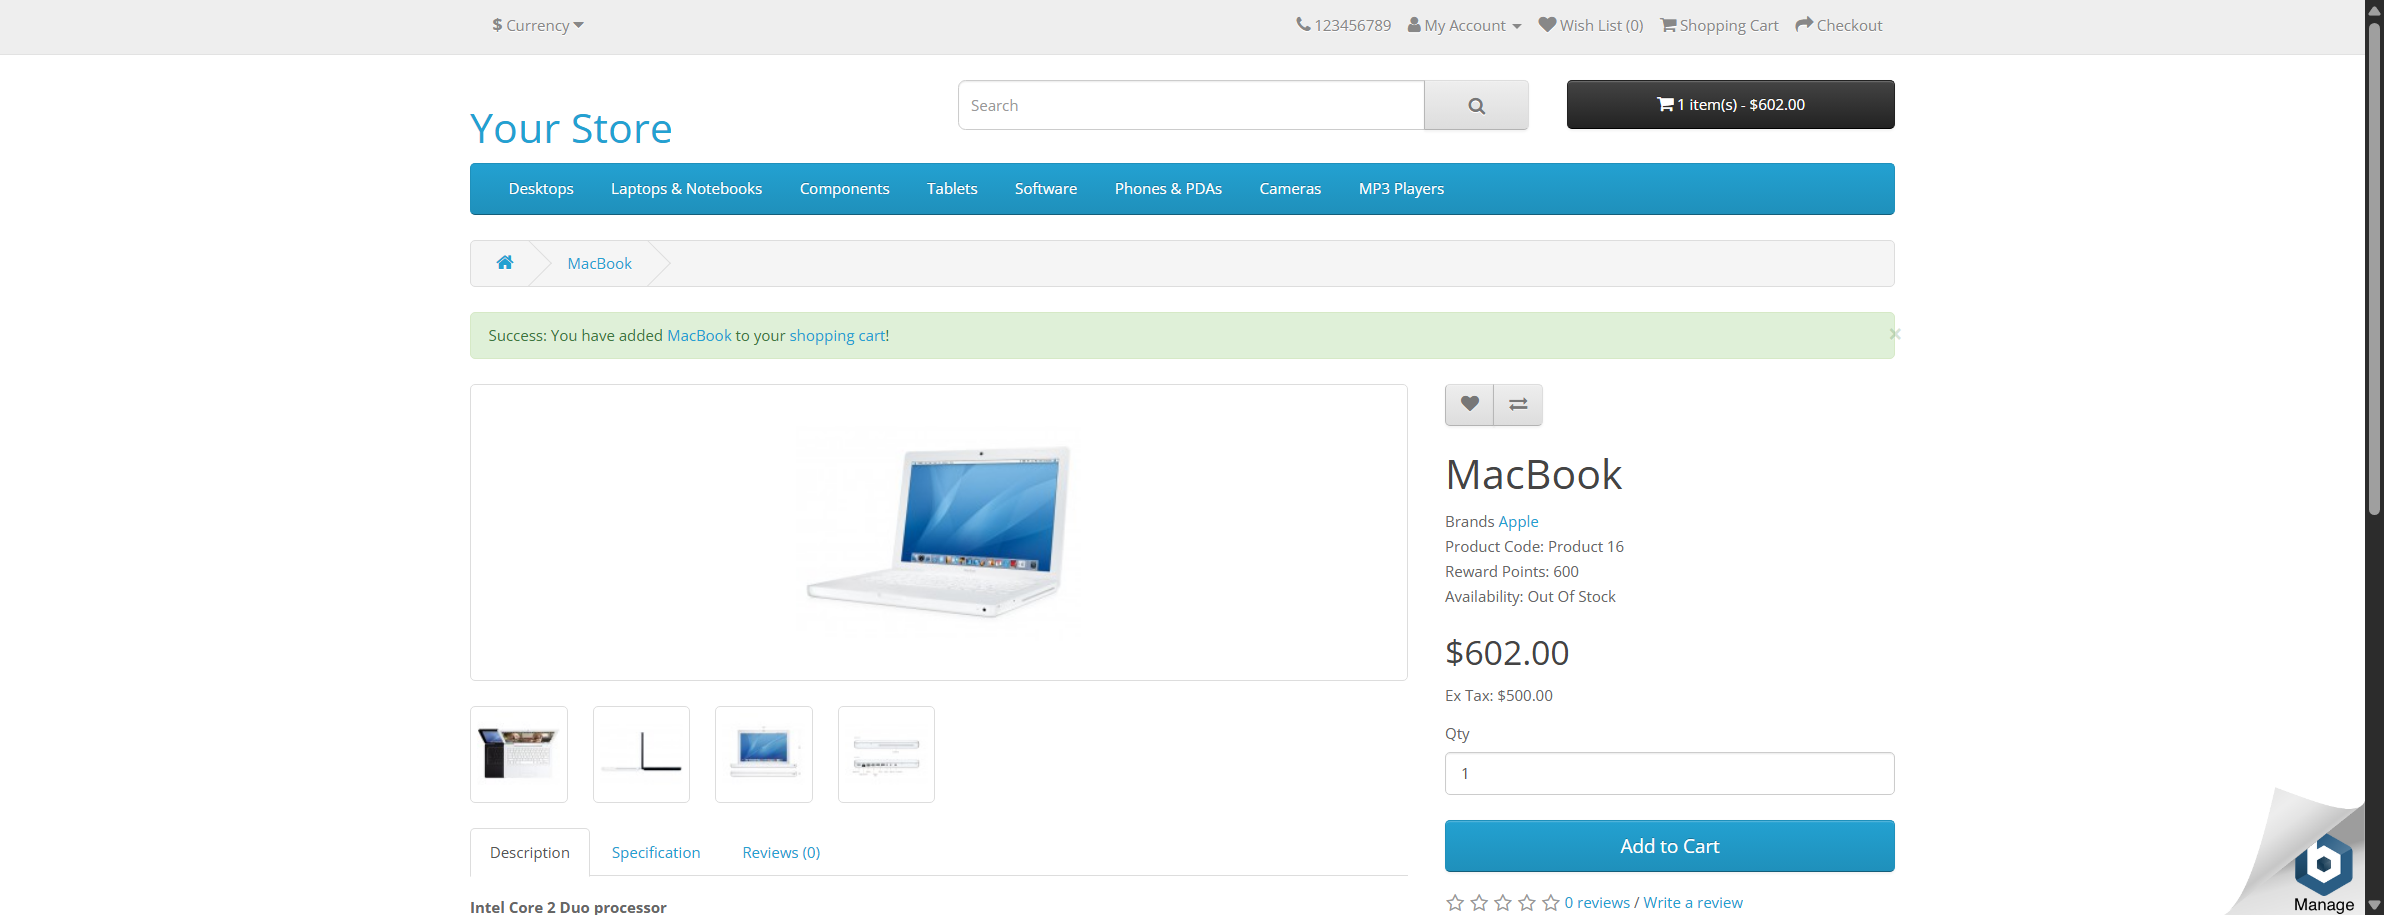 $ Currency
123456789 My Account Wish List (0) Shopping Cart Checkout
Search
1 item(s) - $602.00
Your Store
Desktops Laptops & Notebooks Components Tablets Software Phones & PDAs Cameras MP3 Players
MacBook
Success: You have added MacBook to your shopping cart!
×
MacBook
Brands Apple
Product Code: Product 16
Reward Points: 600
Availability: Out Of Stock
$602.00
Ex Tax: $500.00
Qty
1
Add to Cart
0 reviews / Write a review
Description Specification Reviews (0)
Intel Core 2 Duo processor
Manage